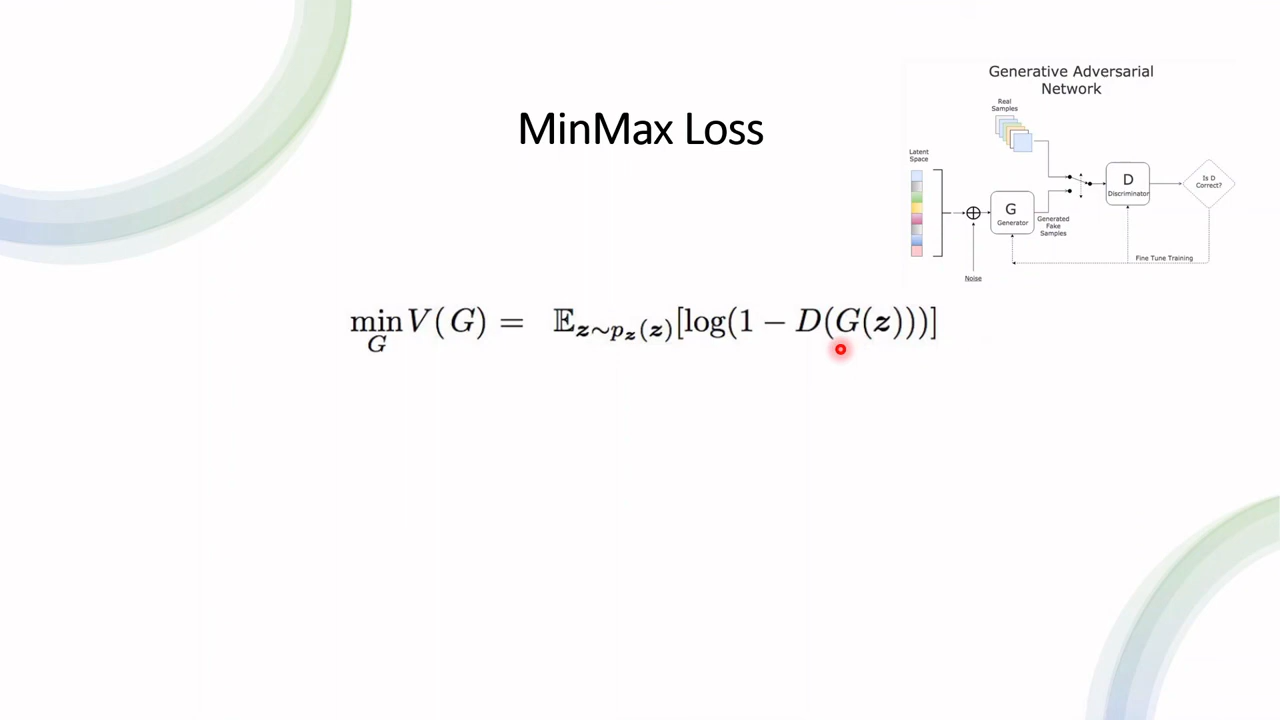 MinMax Loss
Generative Adversarial
Network
Real
Samples
Latent
Space
G
Generator
Generated
Fake
Samples
Noise
D
Discriminator
Is D
Correct?
Fine Tune Training
min V(G) = 𝔼z∼pz(z)[log(1 − D(G(z)))]
G